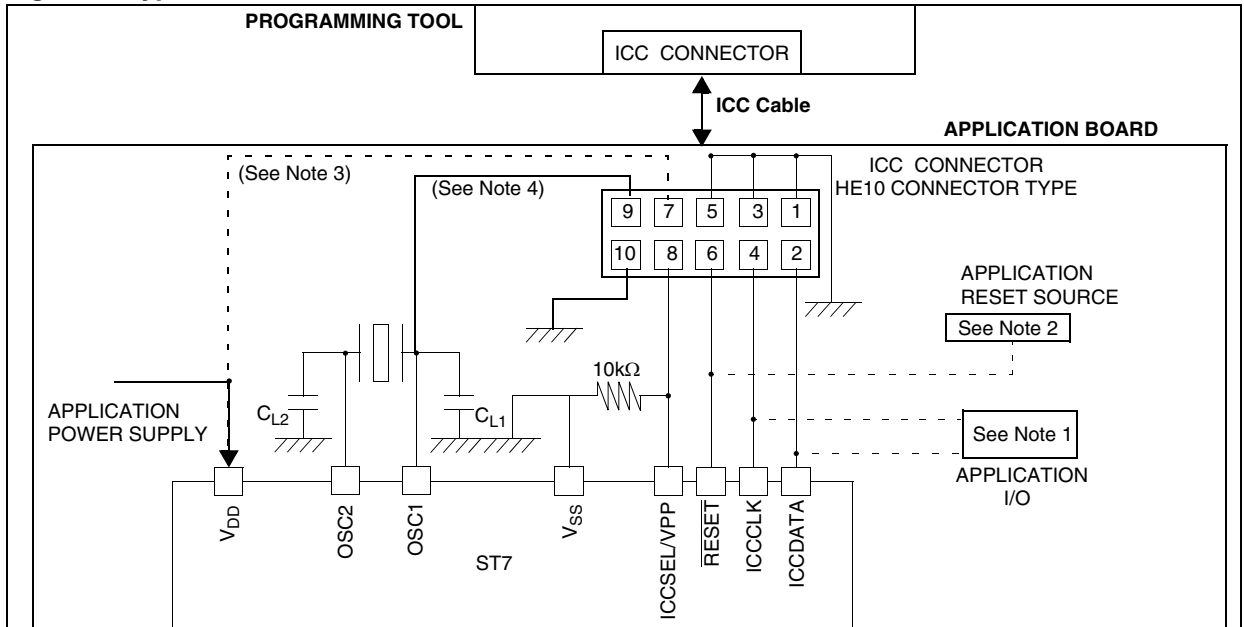 PROGRAMMING TOOL
ICC CONNECTOR
ICC Cable
APPLICATION BOARD
(See Note 3)
(See Note 4)
ICC CONNECTOR
HE10 CONNECTOR TYPE
9 7 5 3 1
10 8 6 4 2
APPLICATION
RESET SOURCE
See Note 2
10kΩ
APPLICATION
POWER SUPPLY
CL2
CL1
See Note 1
APPLICATION
I/O
VDD
OSC2
OSC1
VSS
ICCSEL/VPP
RESET
ICCCLK
ICCDATA
ST7